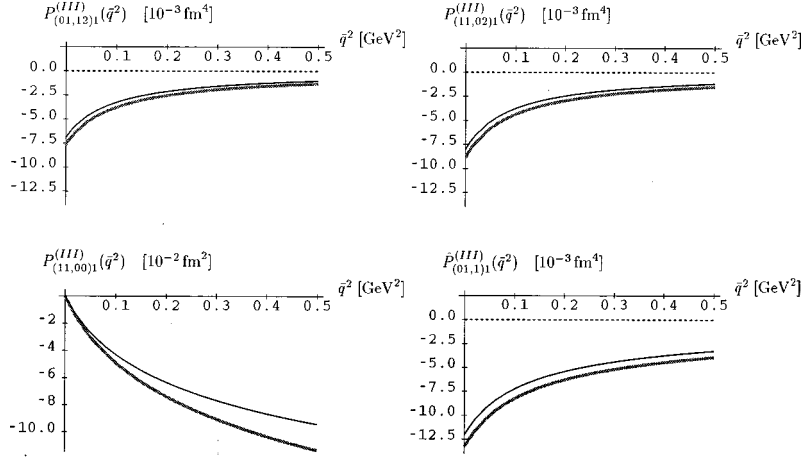 P^{(III)}_{(01,12)1}(q̄²) [10⁻³ fm⁴]
q̄² [GeV²]
0.1 0.2 0.3 0.4 0.5
0.0
-2.5
-5.0
-7.5
-10.0
-12.5
P^{(III)}_{(11,02)1}(q̄²) [10⁻³ fm⁴]
q̄² [GeV²]
0.1 0.2 0.3 0.4 0.5
0.0
-2.5
-5.0
-7.5
-10.0
-12.5
P^{(III)}_{(11,00)1}(q̄²) [10⁻² fm²]
q̄² [GeV²]
0.1 0.2 0.3 0.4 0.5
-2
-4
-6
-8
-10.0
P̂^{(III)}_{(01,1)1}(q̄²) [10⁻³ fm⁴]
q̄² [GeV²]
0.1 0.2 0.3 0.4 0.5
0.0
-2.5
-5.0
-7.5
-10.0
-12.5